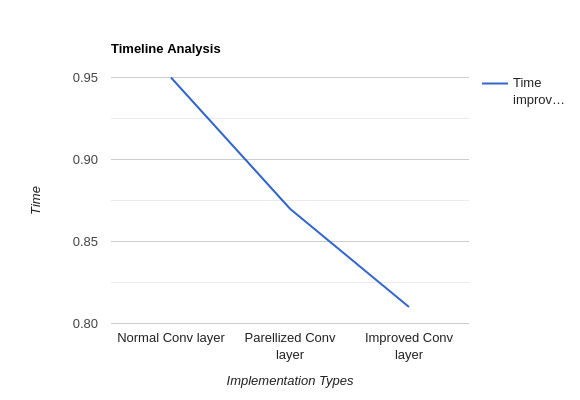 Timeline Analysis
0.95
0.90
0.85
0.80
Time
Normal Conv layer
Parellized Conv
layer
Improved Conv
layer
Implementation Types
Time
improv…